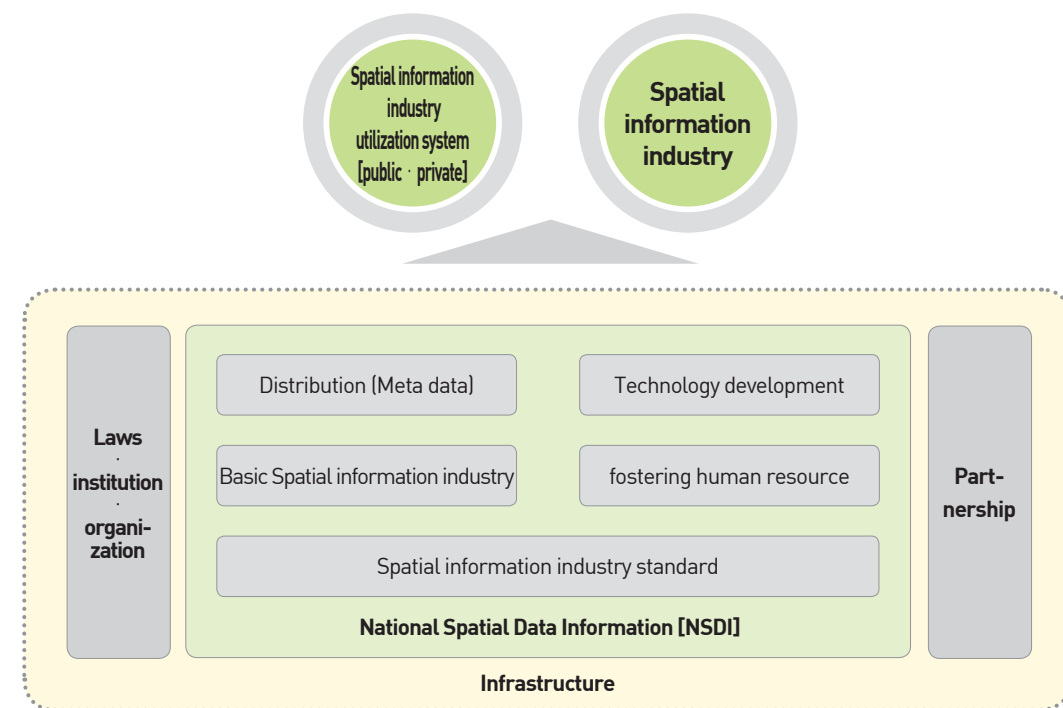 Spatial information
industry
utilization system
[public · private]
Spatial
information
industry
Laws
·
institution
·
organi-
zation
Distribution (Meta data)
Technology development
Basic Spatial information industry
fostering human resource
Spatial information industry standard
National Spatial Data Information [NSDI]
Part-
nership
Infrastructure